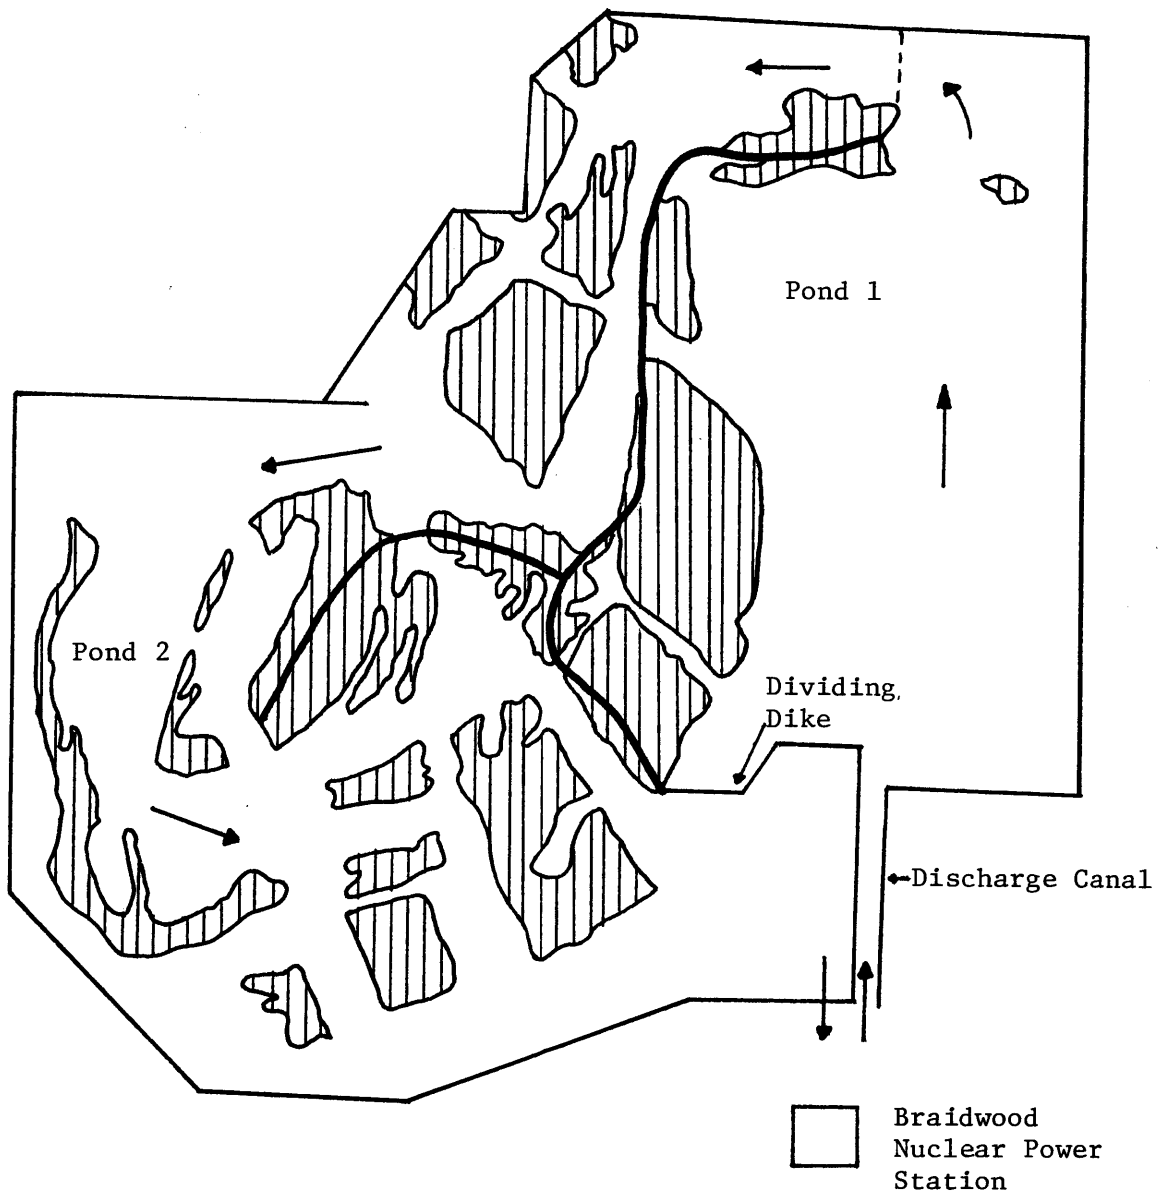 Pond 1
Pond 2
Dividing
Dike
Discharge Canal
Braidwood
Nuclear Power
Station